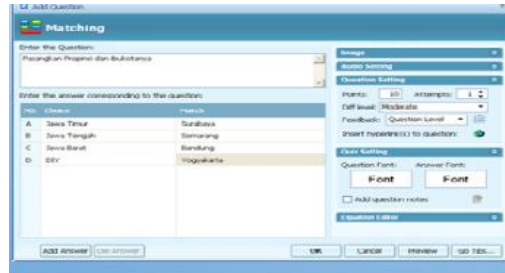 Add Question
Matching
Enter the Question:
Pasangkan Propinsi dan Ibukotanya
Enter the answer corresponding to the question:
No. Choice Match
A Jawa Timur Surabaya
B Jawa Tengah Semarang
C Jawa Barat Bandung
D DIY Yogyakarta
Add Answer Del Answer
Image
Audio Setting
Question Setting
Points: 10 Attempts: 1
Diff level: Moderate
Feedback: Question Level
Insert hyperlink(s) to question:
Quiz Setting
Question Font: Answer Font:
Font Font
Add question notes
Equation Editor
OK Cancel Preview